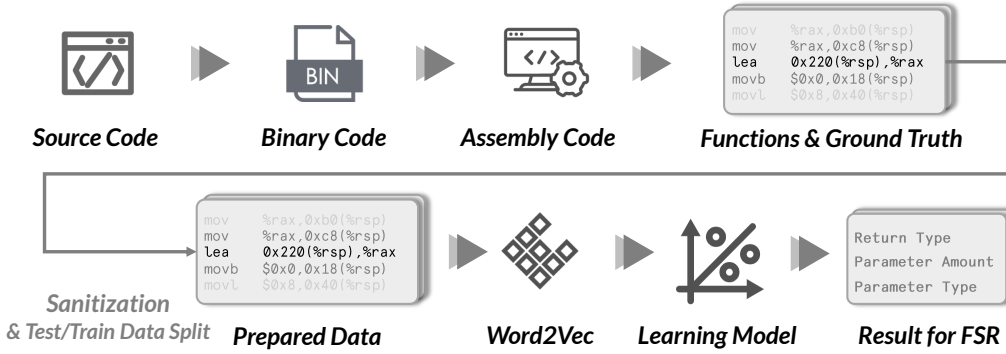 mov %rax,0xb0(%rsp)
mov %rax,0xc8(%rsp)
lea 0x220(%rsp),%rax
movb $0x0,0x18(%rsp)
movl $0x8,0x40(%rsp)
</>
BIN
</>
Source Code
Binary Code
Assembly Code
Functions & Ground Truth
mov %rax,0xb0(%rsp)
mov %rax,0xc8(%rsp)
lea 0x220(%rsp),%rax
movb $0x0,0x18(%rsp)
movl $0x8,0x40(%rsp)
Return Type
Parameter Amount
Parameter Type
Sanitization
& Test/Train Data Split
Prepared Data
Word2Vec
Learning Model
Result for FSR